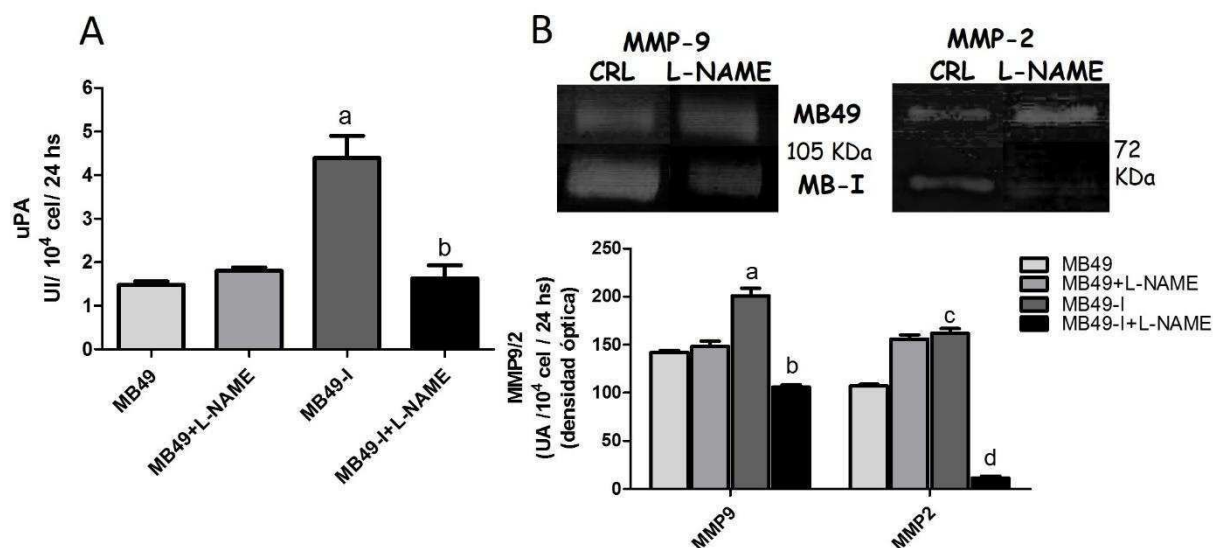 A
uPA
UI/ 10⁴ cel/ 24 hs
6
5
4
3
2
1
0
a
b
MB49
MB49+L-NAME
MB49-I
MB49-I+L-NAME
B
MMP-9
CRL L-NAME
MMP-2
CRL L-NAME
MB49
105 KDa
MB-I
72
KDa
MMP9/2
(UA /10⁴ cel / 24 hs)
(densidad óptica)
250
200
150
100
50
0
a
b
c
d
MMP9
MMP2
MB49
MB49+L-NAME
MB49-I
MB49-I+L-NAME